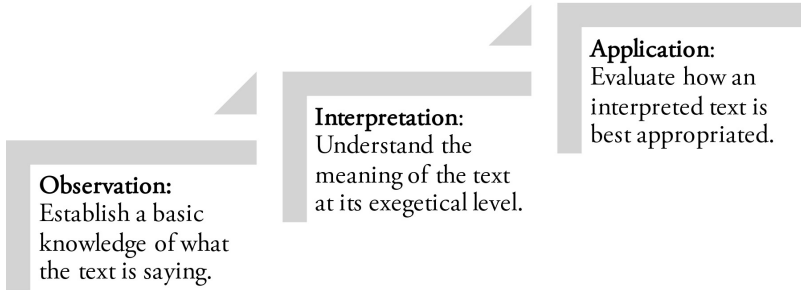 Observation:
Establish a basic
knowledge of what
the text is saying.
Interpretation:
Understand the
meaning of the text
at its exegetical level.
Application:
Evaluate how an
interpreted text is
best appropriated.